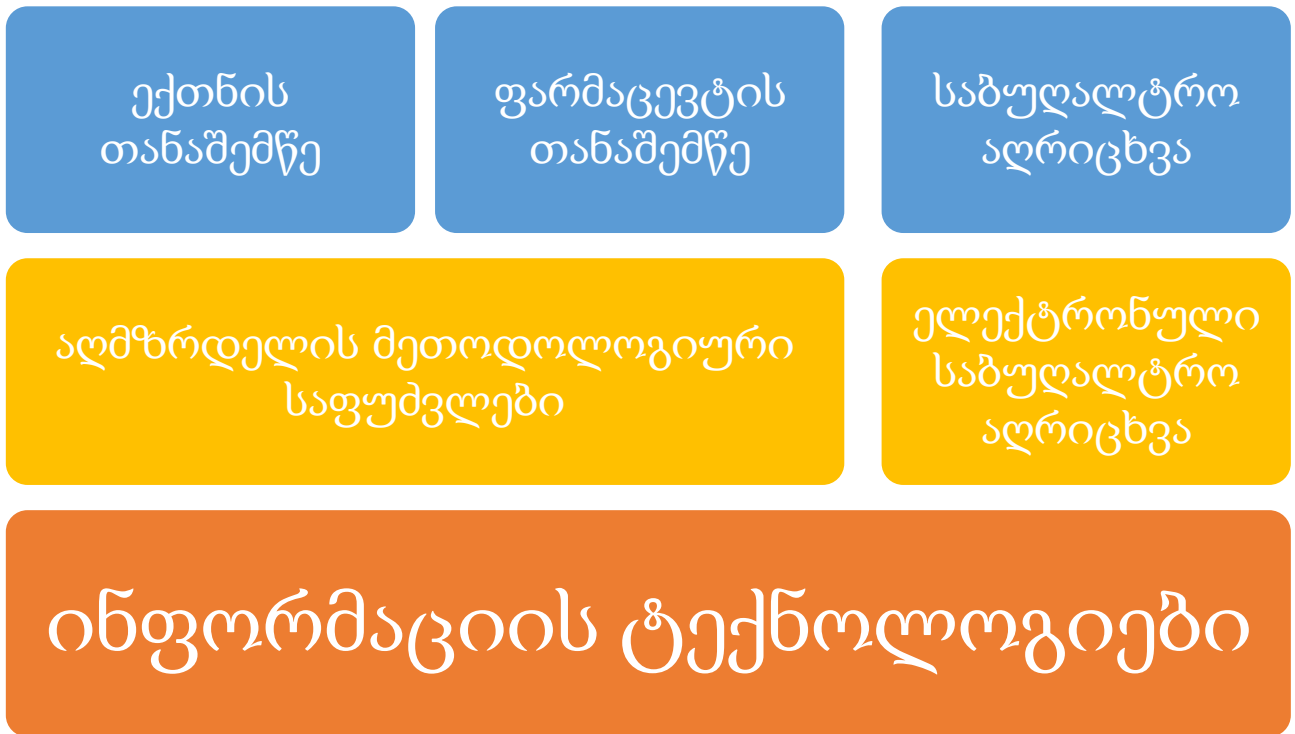 ექთნის
თანაშემწე
ფარმაცევტის
თანაშემწე
საბუღალტრო
აღრიცხვა
აღმზრდელის მეთოდოლოგიური
საფუძვლები
ელექტრონული
საბუღალტრო
აღრიცხვა
ინფორმაციის ტექნოლოგიები